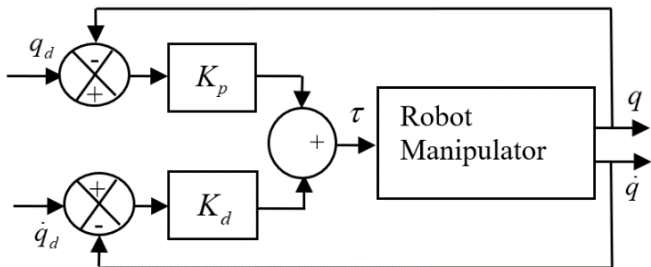 q_d
-
+
K_p
τ
Robot
Manipulator
q
+
+
-
K_d
q̇_d
q̇